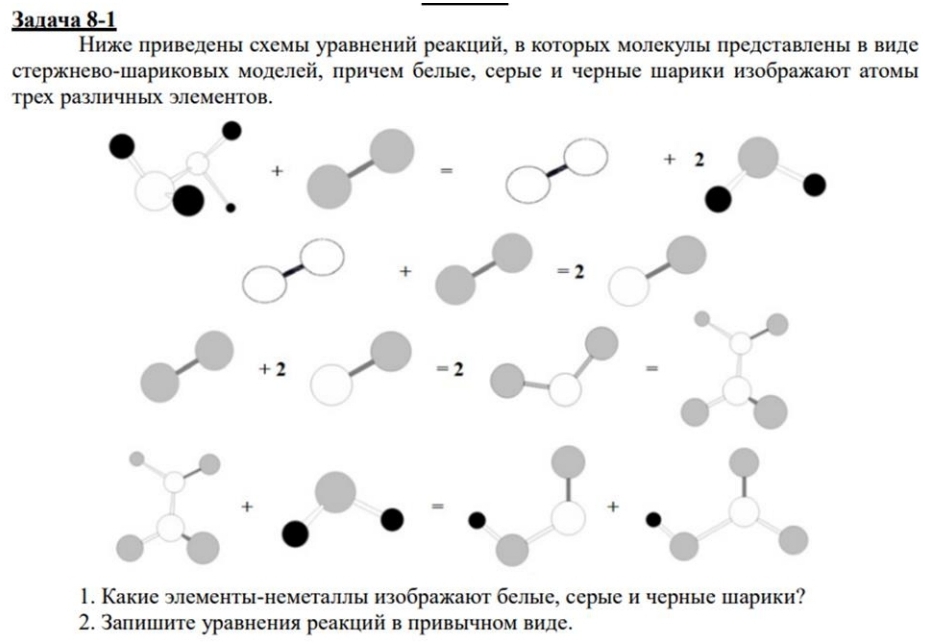 Задача 8-1
Ниже приведены схемы уравнений реакций, в которых молекулы представлены в виде
стержнево-шариковых моделей, причем белые, серые и черные шарики изображают атомы
трех различных элементов.
+ = + 2
+ = 2
+ 2 = 2 =
+ = +
1. Какие элементы-неметаллы изображают белые, серые и черные шарики?
2. Запишите уравнения реакций в привычном виде.